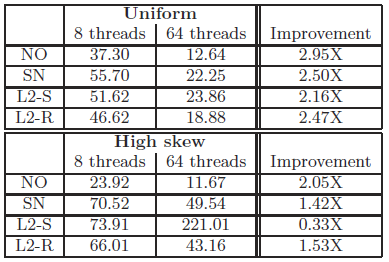 Uniform
8 threads 64 threads Improvement
NO 37.30 12.64 2.95X
SN 55.70 22.25 2.50X
L2-S 51.62 23.86 2.16X
L2-R 46.62 18.88 2.47X
High skew
8 threads 64 threads Improvement
NO 23.92 11.67 2.05X
SN 70.52 49.54 1.42X
L2-S 73.91 221.01 0.33X
L2-R 66.01 43.16 1.53X